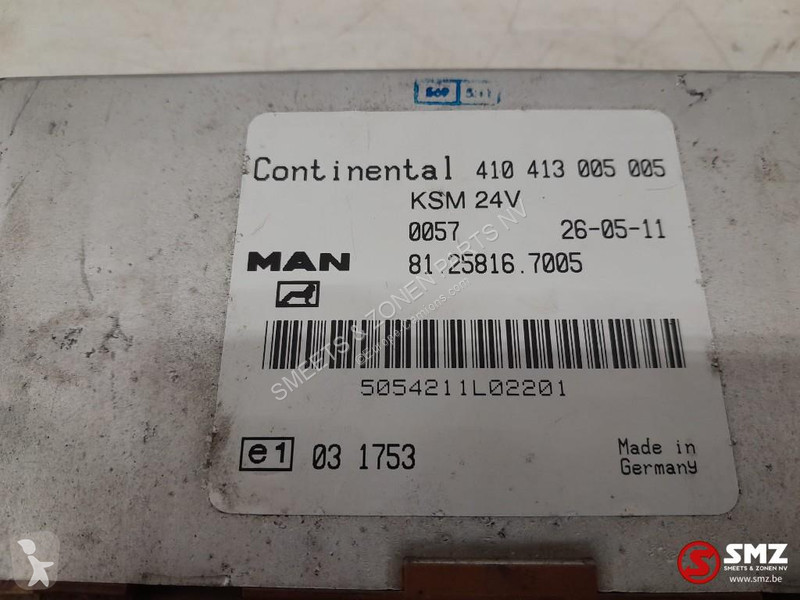 Continental 410 413 005 005
KSM 24V
0057 26-05-11
MAN 81.25816.7005
5054211L02201
e1 03 1753
Made in
Germany
SMEETS & ZONEN PARTS NV
SMZ
SMEETS & ZONEN NV
www.smz.be